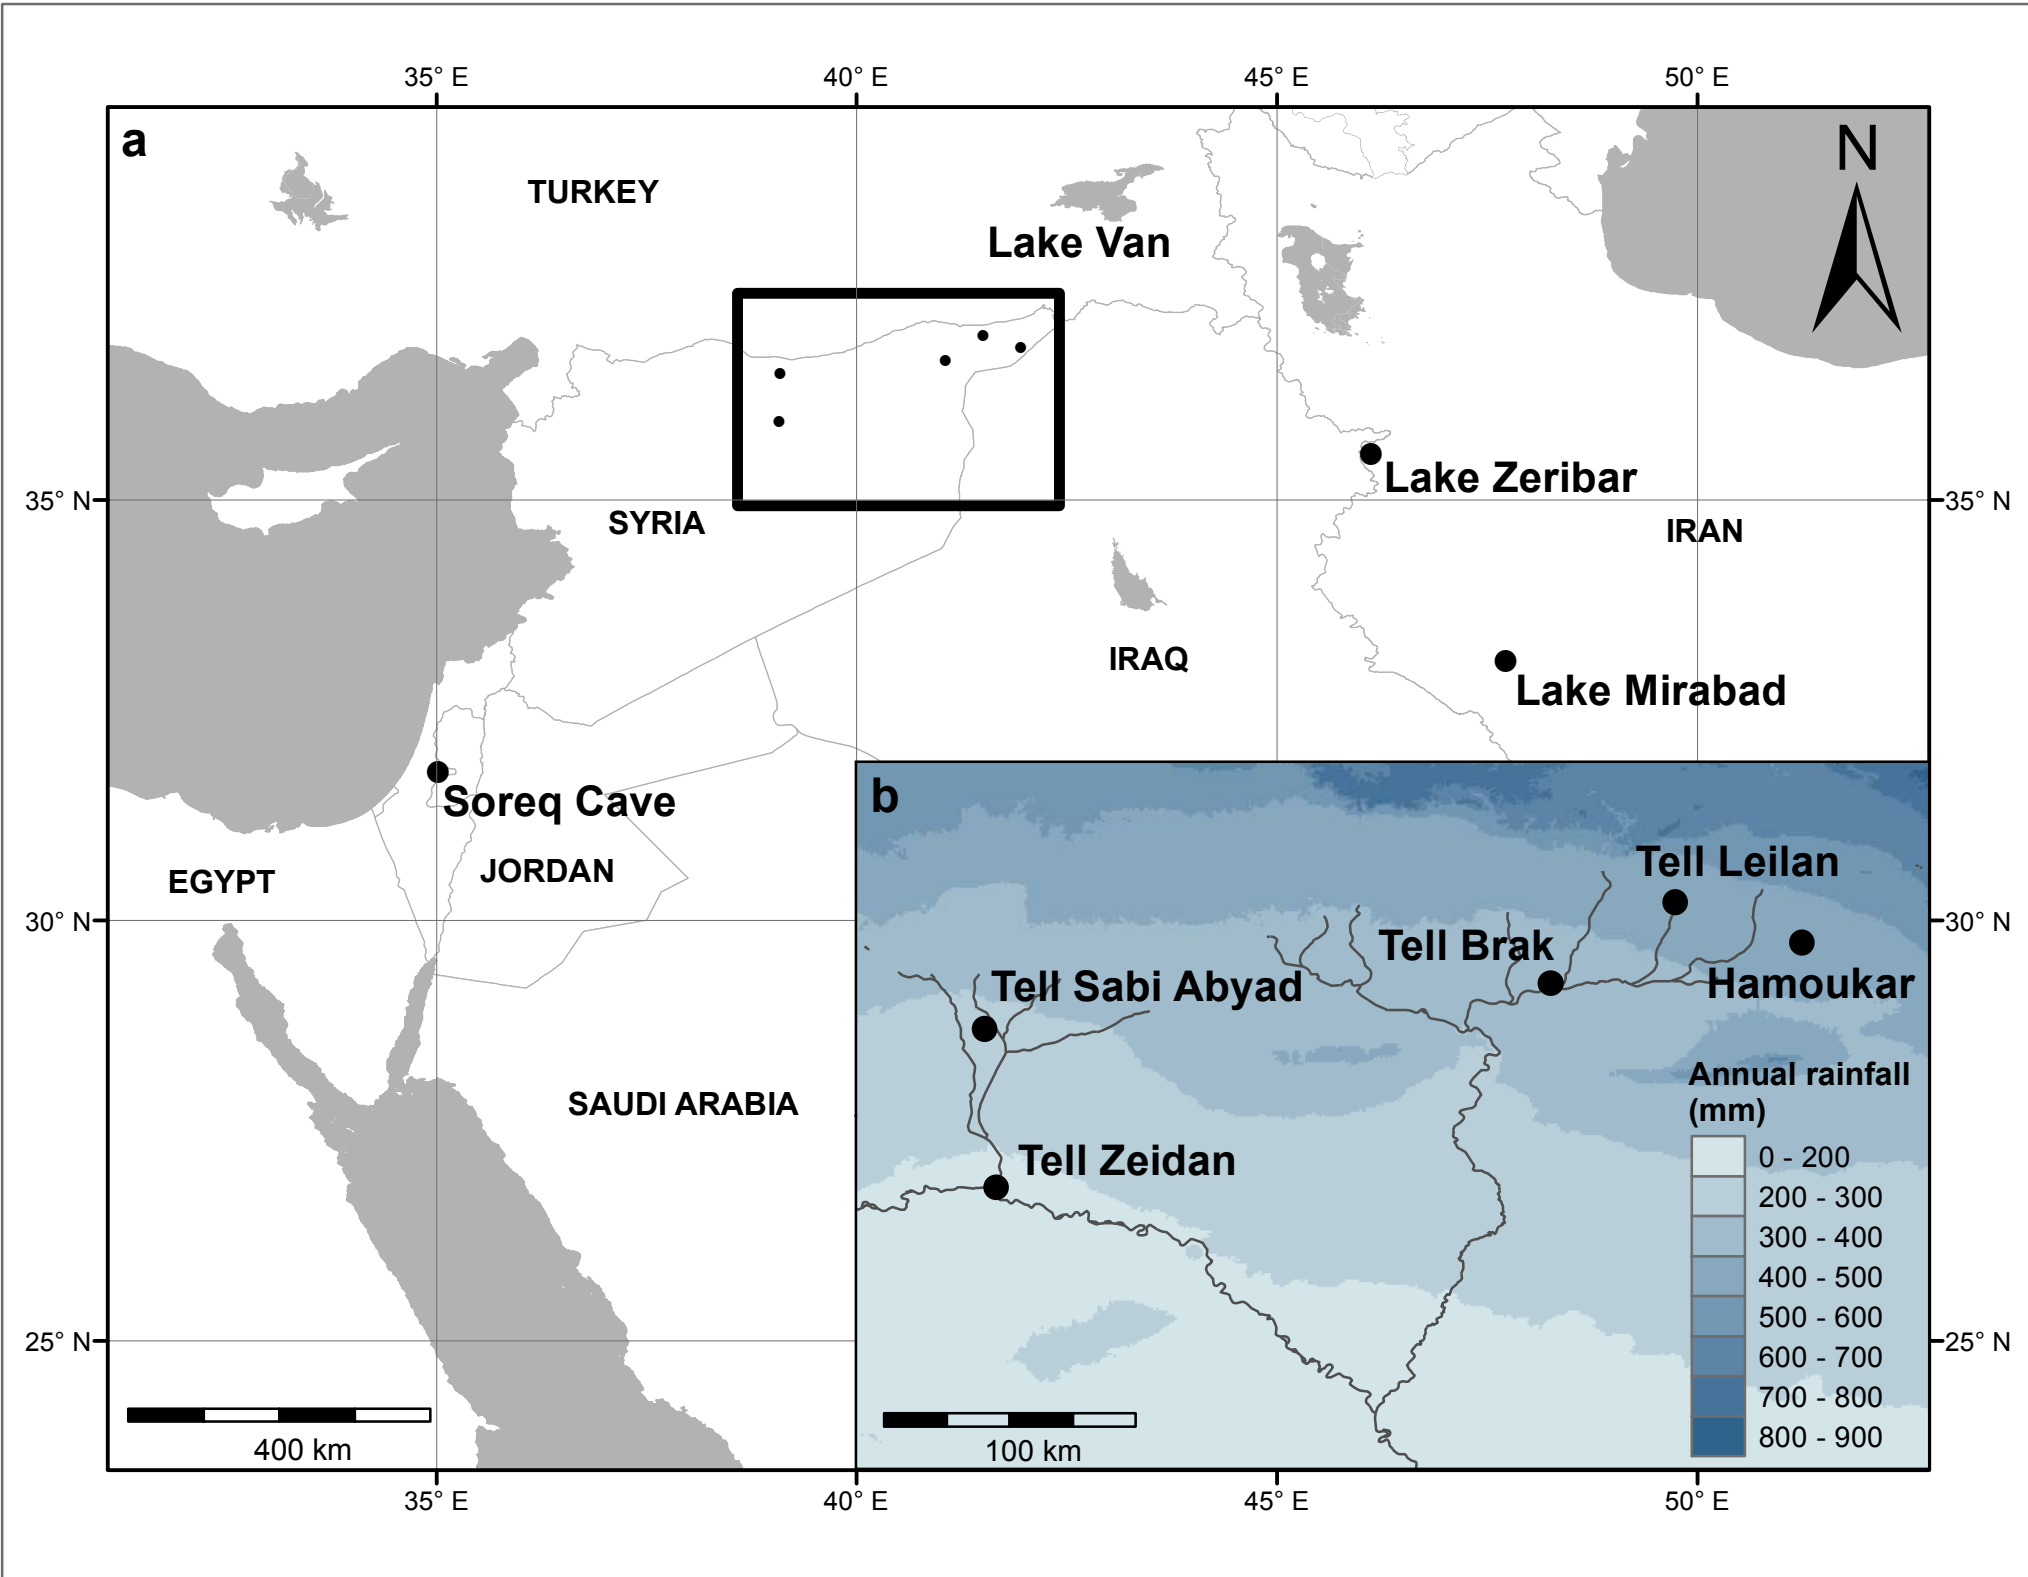 35° E
40° E
45° E
50° E
a
N
TURKEY
Lake Van
Lake Zeribar
35° N
35° N
SYRIA
IRAN
IRAQ
Lake Mirabad
Soreq Cave
JORDAN
EGYPT
30° N
30° N
SAUDI ARABIA
25° N
25° N
400 km
b
Tell Leilan
Tell Brak
Hamoukar
Tell Sabi Abyad
Tell Zeidan
Annual rainfall
(mm)
0 - 200
200 - 300
300 - 400
400 - 500
500 - 600
600 - 700
700 - 800
800 - 900
100 km
35° E
40° E
45° E
50° E